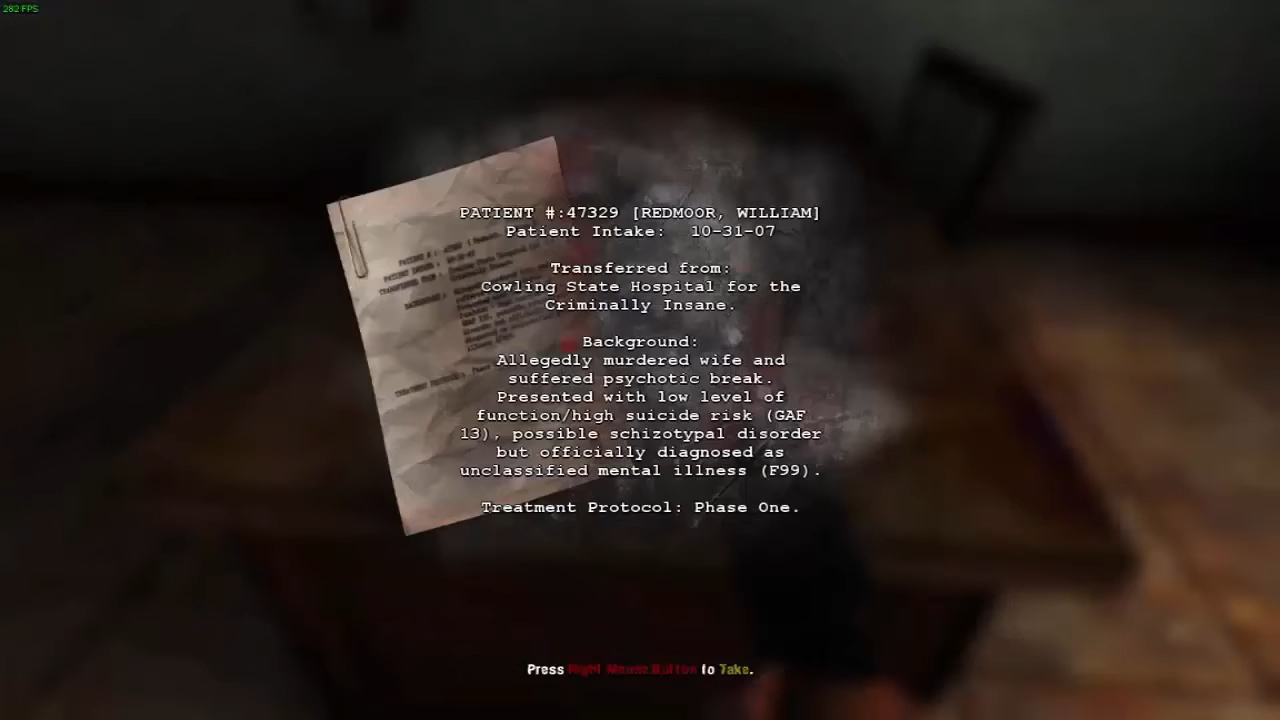 282 FPS
PATIENT #:47329 [REDMOOR, WILLIAM]
Patient Intake: 10-31-07
Transferred from:
Cowling State Hospital for the
Criminally Insane.
Background:
Allegedly murdered wife and
suffered psychotic break.
Presented with low level of
function/high suicide risk (GAF
13), possible schizotypal disorder
but officially diagnosed as
unclassified mental illness (F99).
Treatment Protocol: Phase One.
Press Right Mouse Button to Take.